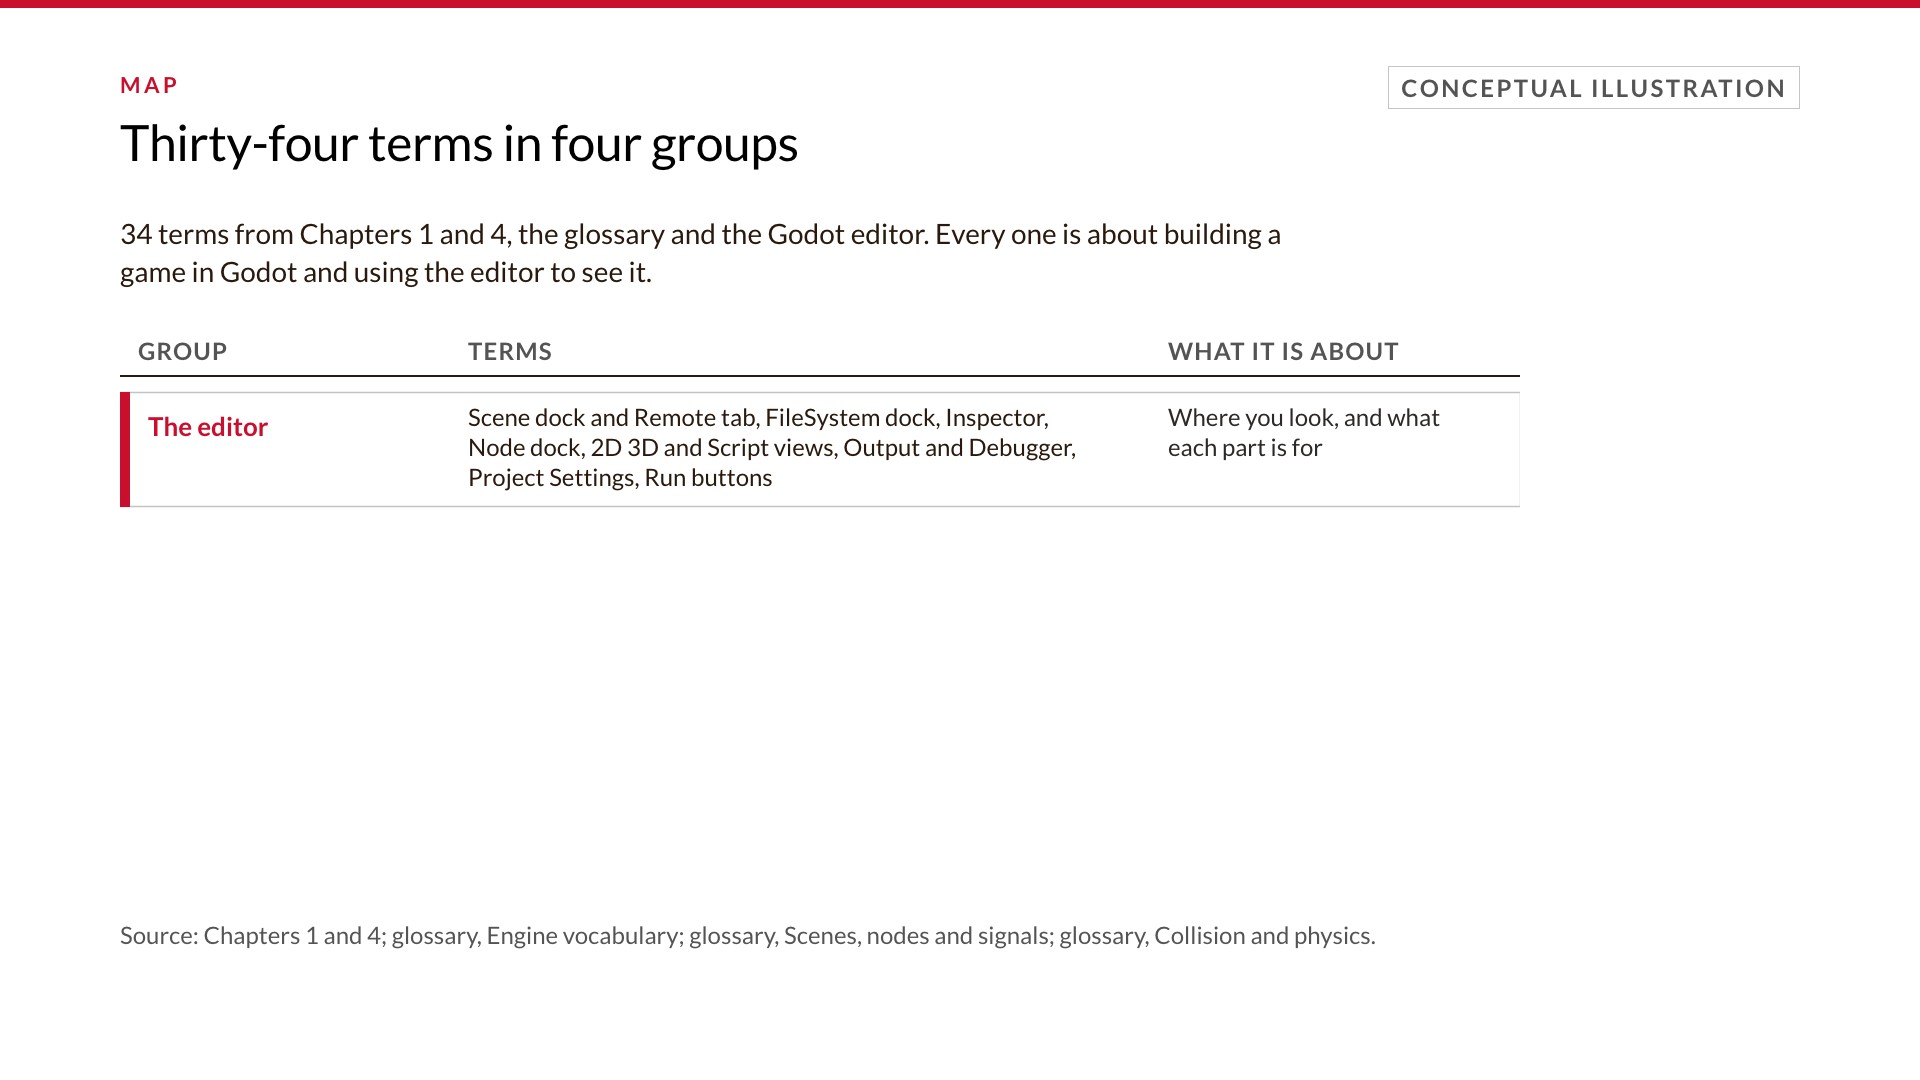 MAP
CONCEPTUAL ILLUSTRATION
Thirty-four terms in four groups
34 terms from Chapters 1 and 4, the glossary and the Godot editor. Every one is about building a
game in Godot and using the editor to see it.
GROUP
TERMS
WHAT IT IS ABOUT
The editor
Scene dock and Remote tab, FileSystem dock, Inspector,
Node dock, 2D 3D and Script views, Output and Debugger,
Project Settings, Run buttons
Where you look, and what
each part is for
Source: Chapters 1 and 4; glossary, Engine vocabulary; glossary, Scenes, nodes and signals; glossary, Collision and physics.